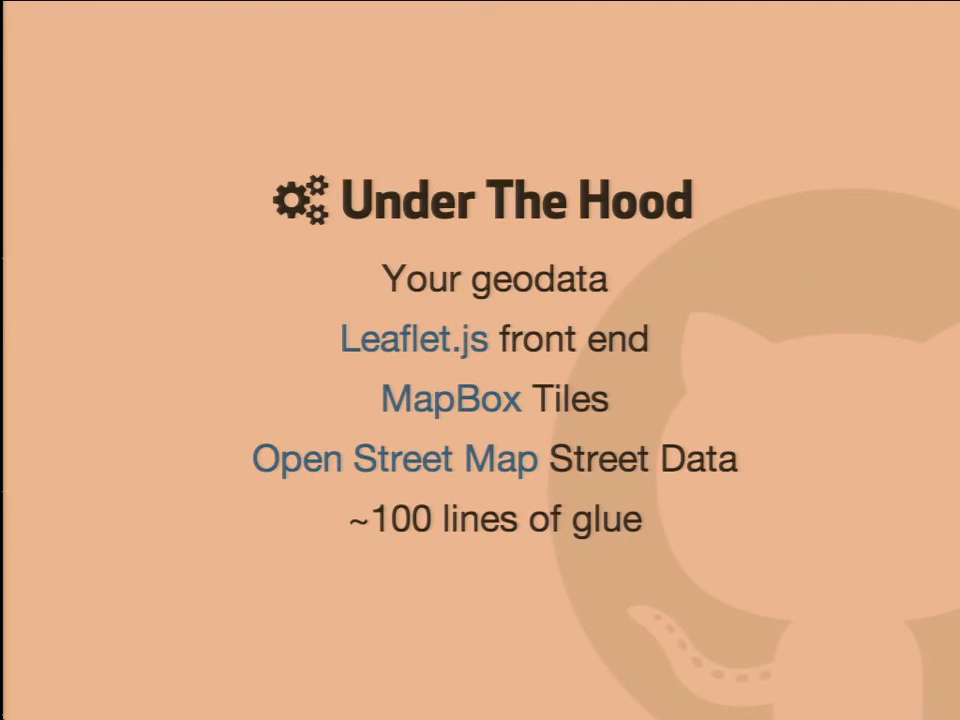 Under The Hood
Your geodata
Leaflet.js front end
MapBox Tiles
Open Street Map Street Data
~100 lines of glue